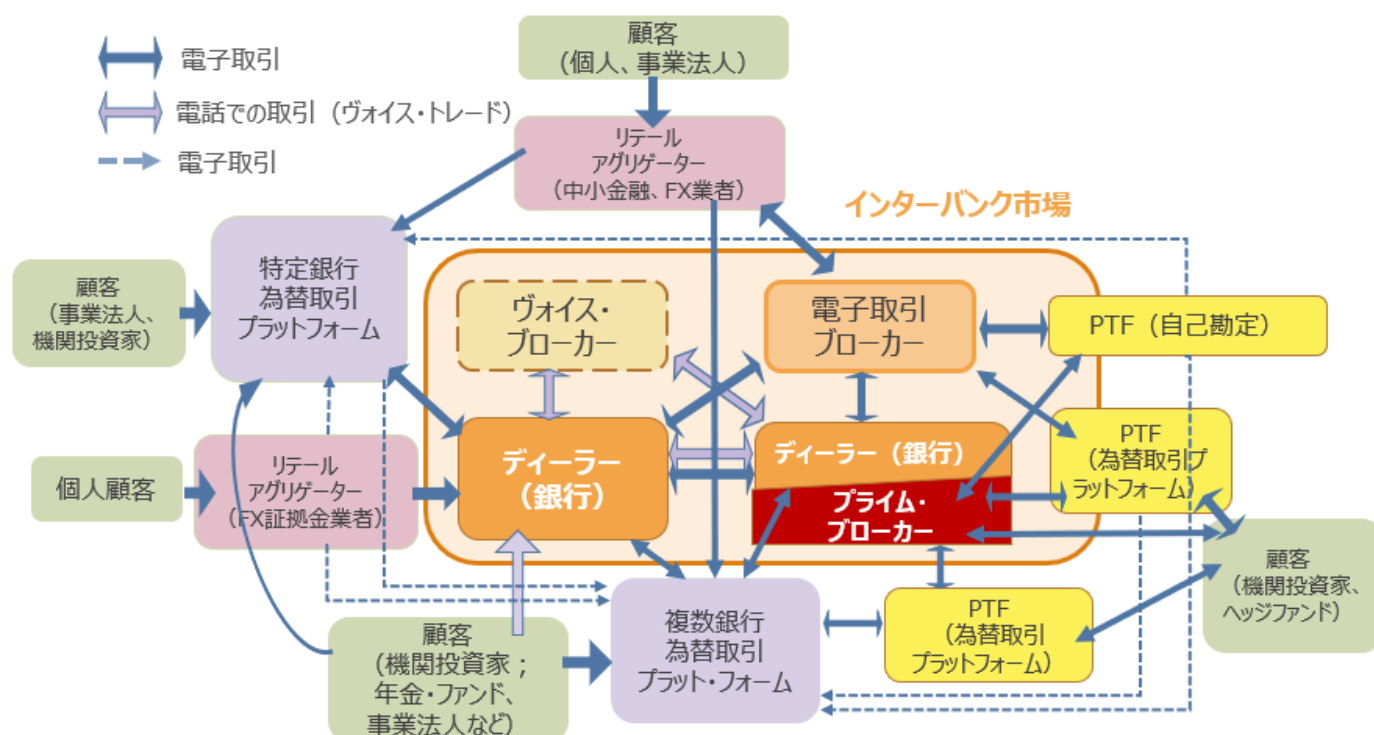 電子取引
電話での取引（ヴォイス・トレード）
電子取引
顧客
（個人、事業法人）
リテール
アグリゲーター
（中小金融、FX業者）
インターバンク市場
特定銀行
為替取引
プラットフォーム
顧客
（事業法人、
機関投資家）
ヴォイス・
ブローカー
電子取引
ブローカー
PTF（自己勘定）
ディーラー
（銀行）
ディーラー（銀行）
プライム・
ブローカー
PTF
（為替取引プ
ラットフォーム）
個人顧客
リテール
アグリゲーター
（FX証拠金業者）
顧客
（機関投資家、
ヘッジファンド）
複数銀行
為替取引
プラット・フォーム
PTF
（為替取引
プラットフォーム）
顧客
（機関投資家；
年金・ファンド、
事業法人など）